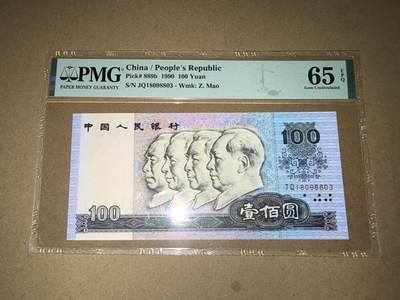 PMG
PAPER MONEY GUARANTY
China / People's Republic
Pick# 889b 1990 100 Yuan
S/N JQ18098803 - Wmk: Z. Mao
65 EPQ
Gem Uncirculated
中国人民银行
100
JQ18098803
100
壹佰圆